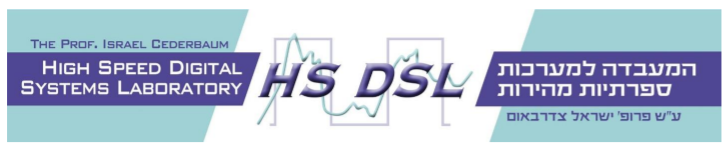 THE PROF. ISRAEL CEDERBAUM
HIGH SPEED DIGITAL
SYSTEMS LABORATORY
HS DSL
המעבדה למערכות
ספרתיות מהירות
ע"ש פרופ' ישראל צדרבאום